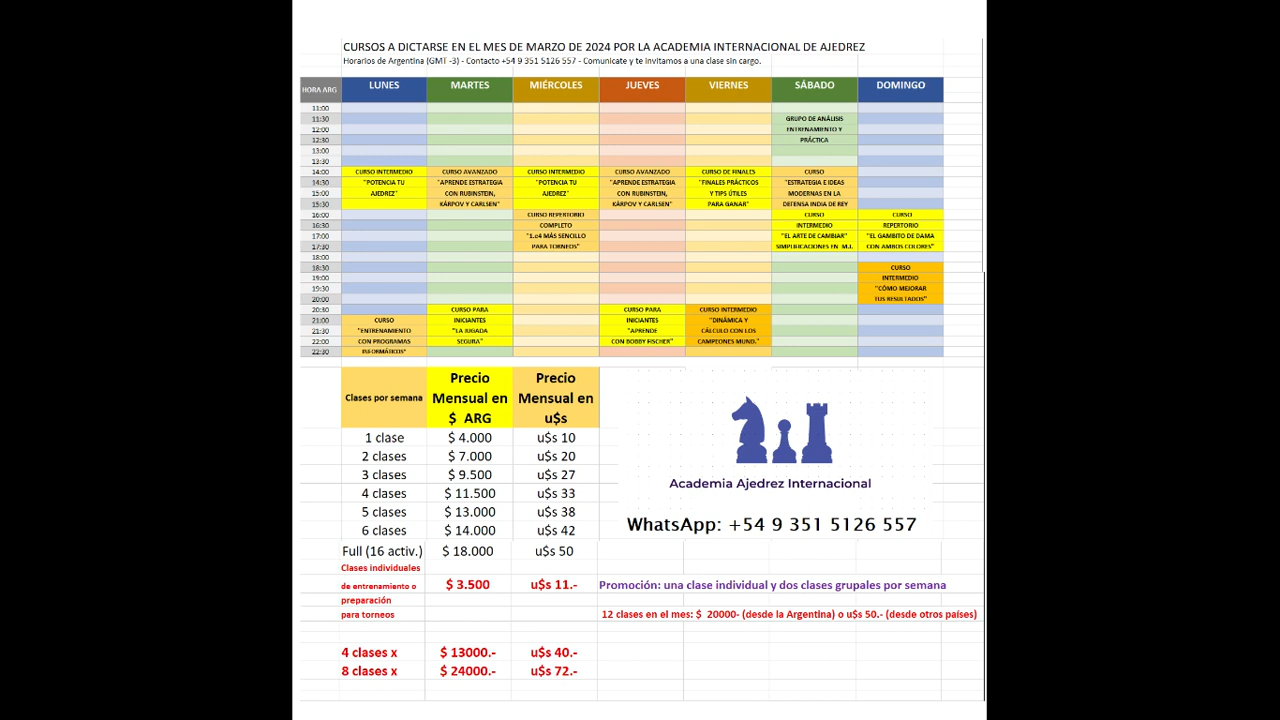 CURSOS A DICTARSE EN EL MES DE MARZO DE 2024 POR LA ACADEMIA INTERNACIONAL DE AJEDREZ
Horarios de Argentina (GMT -3) - Contacto +54 9 351 5126 557 - Comunicate y te invitamos a una clase sin cargo.
HORA ARG LUNES MARTES MIÉRCOLES JUEVES VIERNES SÁBADO DOMINGO
11:00
11:30 GRUPO DE ANÁLISIS
12:00 ENTRENAMIENTO Y
12:30 PRÁCTICA
13:00
13:30
14:00 CURSO INTERMEDIO CURSO AVANZADO CURSO INTERMEDIO CURSO AVANZADO CURSO DE FINALES CURSO
14:30 "POTENCIA TU "APRENDE ESTRATEGIA "POTENCIA TU "APRENDE ESTRATEGIA "FINALES PRÁCTICOS "ESTRATEGIA E IDEAS
15:00 AJEDREZ" CON RUBINSTEIN, AJEDREZ" CON RUBINSTEIN, Y TIPS ÚTILES MODERNAS EN LA
15:30 KÁRPOV Y CARLSEN" KÁRPOV Y CARLSEN" PARA GANAR" DEFENSA INDIA DE REY
16:00 CURSO REPERTORIO CURSO CURSO
16:30 COMPLETO INTERMEDIO REPERTORIO
17:00 "1.e4 MÁS SENCILLO "EL ARTE DE CAMBIAR" "EL GAMBITO DE DAMA
17:30 PARA TORNEOS" SIMPLIFICACIONES EN M.J. CON AMBOS COLORES"
18:00
18:30 CURSO
19:00 INTERMEDIO
19:30 "CÓMO MEJORAR
20:00 TUS RESULTADOS"
20:30 CURSO PARA CURSO PARA CURSO INTERMEDIO
21:00 CURSO INICIANTES INICIANTES "DINÁMICA Y
21:30 "ENTRENAMIENTO "LA JUGADA "APRENDE CÁLCULO CON LOS
22:00 CON PROGRAMAS SEGURA" CON BOBBY FISCHER" CAMPEONES MUND."
22:30 INFORMÁTICOS"
Clases por semana Precio Mensual en $ ARG Precio Mensual en u$s
1 clase $ 4.000 u$s 10
2 clases $ 7.000 u$s 20
3 clases $ 9.500 u$s 27
4 clases $ 11.500 u$s 33
5 clases $ 13.000 u$s 38
6 clases $ 14.000 u$s 42
Full (16 activ.) $ 18.000 u$s 50
Academia Ajedrez Internacional
WhatsApp: +54 9 351 5126 557
Clases individuales
de entrenamiento o $ 3.500 u$s 11.- Promoción: una clase individual y dos clases grupales por semana
preparación
para torneos 12 clases en el mes: $ 20000- (desde la Argentina) o u$s 50.- (desde otros países)
4 clases x $ 13000.- u$s 40.-
8 clases x $ 24000.- u$s 72.-